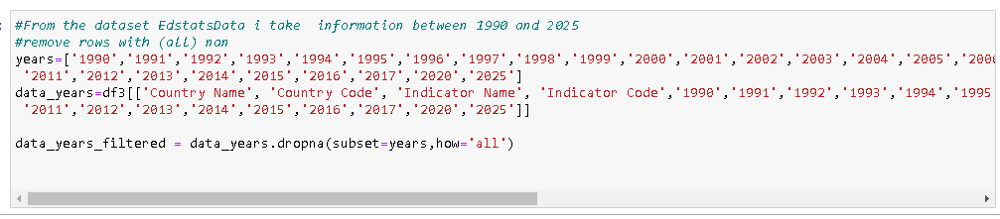 #From the dataset EdstatsData i take  information between 1990 and 2025
#remove rows with (all) nan
years=['1990','1991','1992','1993','1994','1995','1996','1997','1998','1999','2000','2001','2002','2003','2004','2005','200
'2011','2012','2013','2014','2015','2016','2017','2020','2025']
data_years=df3[['Country Name', 'Country Code', 'Indicator Name', 'Indicator Code','1990','1991','1992','1993','1994','1995
'2011','2012','2013','2014','2015','2016','2017','2020','2025']]
data_years_filtered = data_years.dropna(subset=years,how='all')